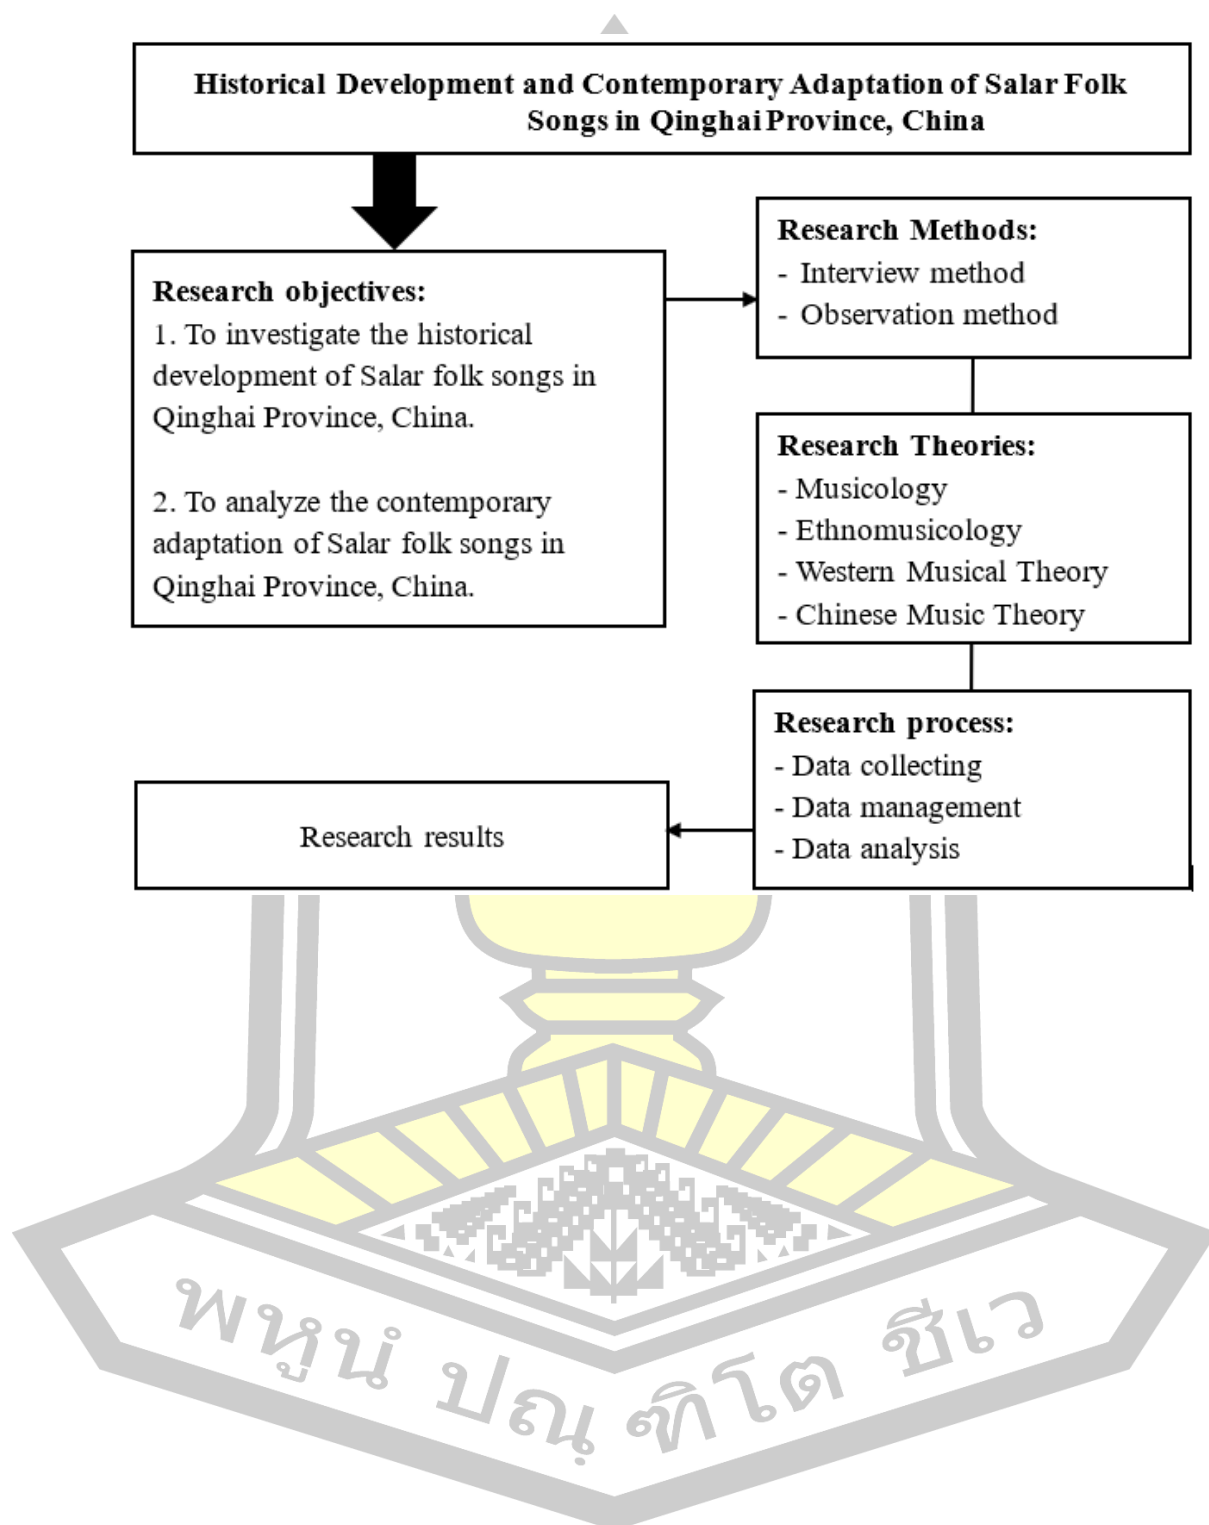 Historical Development and Contemporary Adaptation of Salar Folk
Songs in Qinghai Province, China
Research objectives:
1. To investigate the historical
development of Salar folk songs in
Qinghai Province, China.
2. To analyze the contemporary
adaptation of Salar folk songs in
Qinghai Province, China.
Research Methods:
- Interview method
- Observation method
Research Theories:
- Musicology
- Ethnomusicology
- Western Musical Theory
- Chinese Music Theory
Research process:
- Data collecting
- Data management
- Data analysis
Research results
พหูนํ ปณฺฑิโต ชีเว